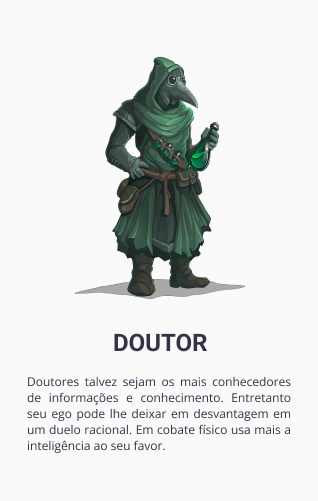 DOUTOR
Doutores talvez sejam os mais conhecedores
de informações e conhecimento. Entretanto
seu ego pode lhe deixar em desvantagem em
um duelo racional. Em cobate físico usa mais a
inteligência ao seu favor.